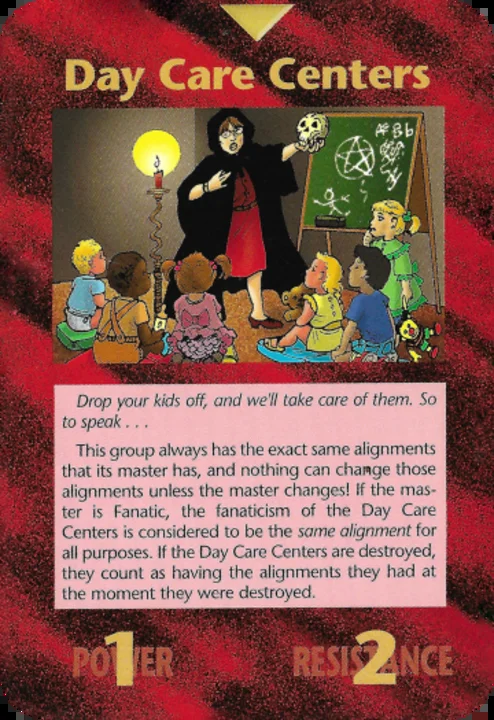 Day Care Centers
Drop your kids off, and we'll take care of them. So
to speak . . .
This group always has the exact same alignments
that its master has, and nothing can change those
alignments unless the master changes! If the mas-
ter is Fanatic, the fanaticism of the Day Care
Centers is considered to be the same alignment for
all purposes. If the Day Care Centers are destroyed,
they count as having the alignments they had at
the moment they were destroyed.
POWER 1
RESISTANCE 2